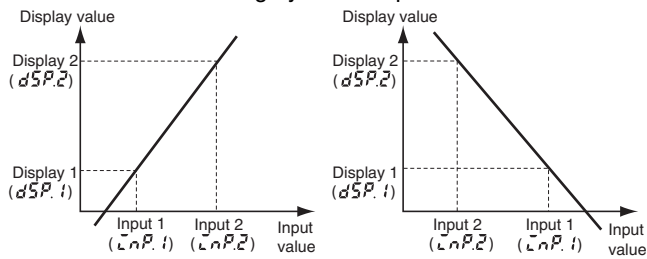 Display value
Display 2
(dSP.2)
Display 1
(dSP.1)
Input 1
(inP.1)
Input 2
(inP.2)
Input
value
Display value
Display 2
(dSP.2)
Display 1
(dSP.1)
Input 2
(inP.2)
Input 1
(inP.1)
Input
value